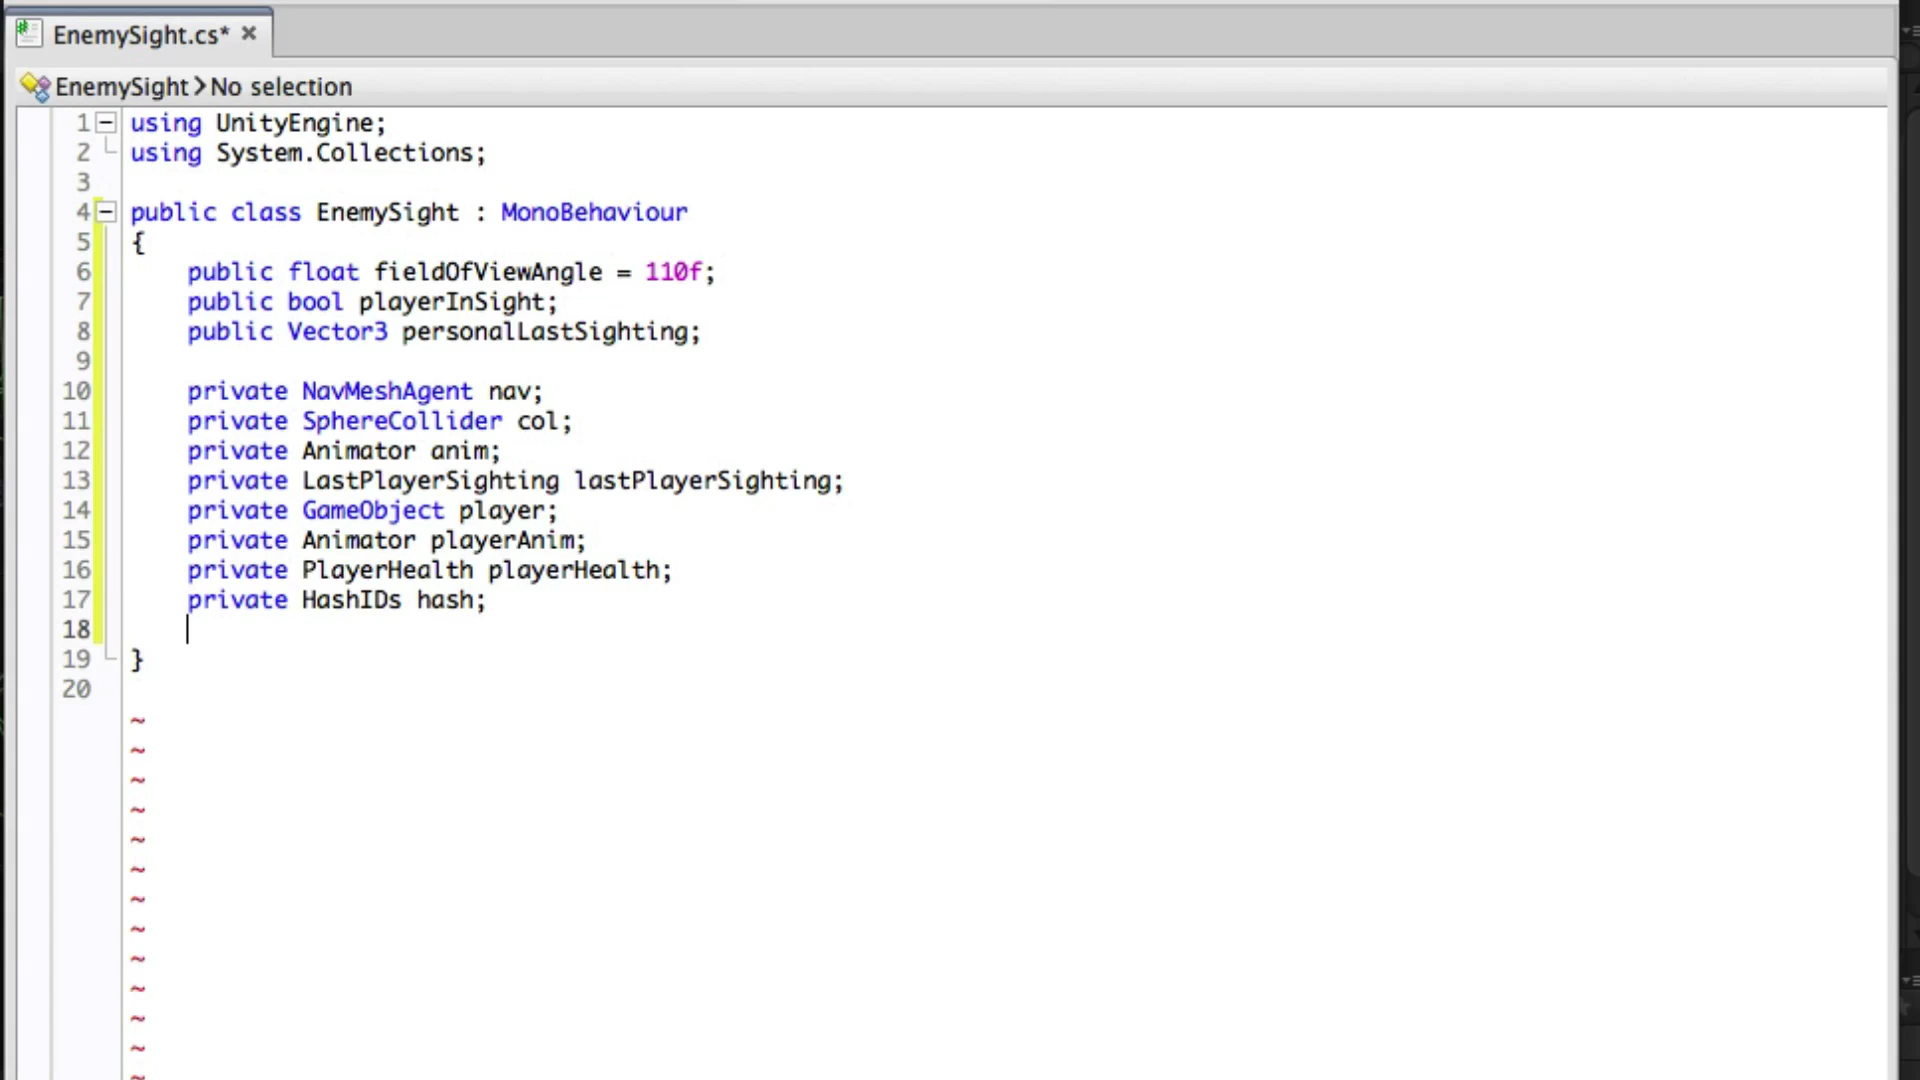 EnemySight.cs*
EnemySight No selection
1 using UnityEngine;
2 using System.Collections;
3
4 public class EnemySight : MonoBehaviour
5 {
6 public float fieldOfViewAngle = 110f;
7 public bool playerInSight;
8 public Vector3 personalLastSighting;
9
10 private NavMeshAgent nav;
11 private SphereCollider col;
12 private Animator anim;
13 private LastPlayerSighting lastPlayerSighting;
14 private GameObject player;
15 private Animator playerAnim;
16 private PlayerHealth playerHealth;
17 private HashIDs hash;
18
19 }
20
~
~
~
~
~
~
~
~
~
~
~
~
~